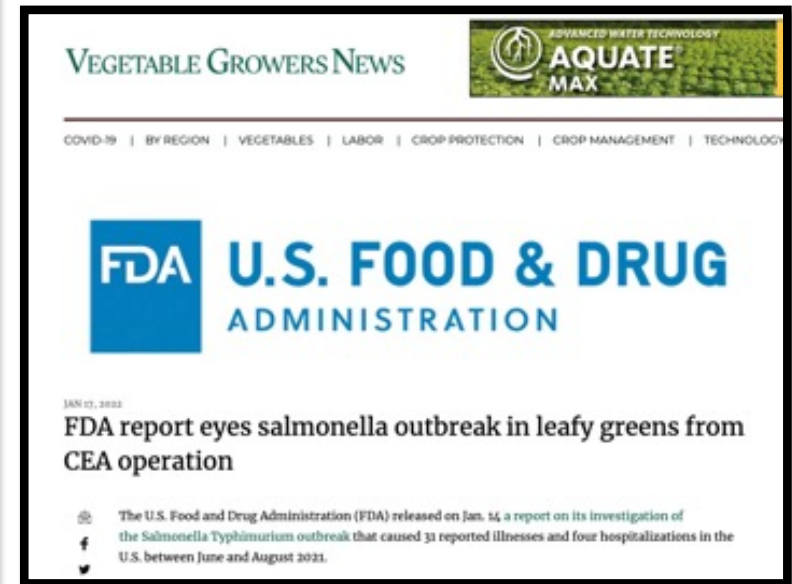 VEGETABLE GROWERS NEWS
ADVANCED WATER TECHNOLOGY
AQUATE®
MAX
COVID-19 | BY REGION | VEGETABLES | LABOR | CROP PROTECTION | CROP MANAGEMENT | TECHNOLOGY
FDA U.S. FOOD & DRUG
ADMINISTRATION
JAN 17, 2022
FDA report eyes salmonella outbreak in leafy greens from
CEA operation
The U.S. Food and Drug Administration (FDA) released on Jan. 14 a report on its investigation of
the Salmonella Typhimurium outbreak that caused 31 reported illnesses and four hospitalizations in the
U.S. between June and August 2021.